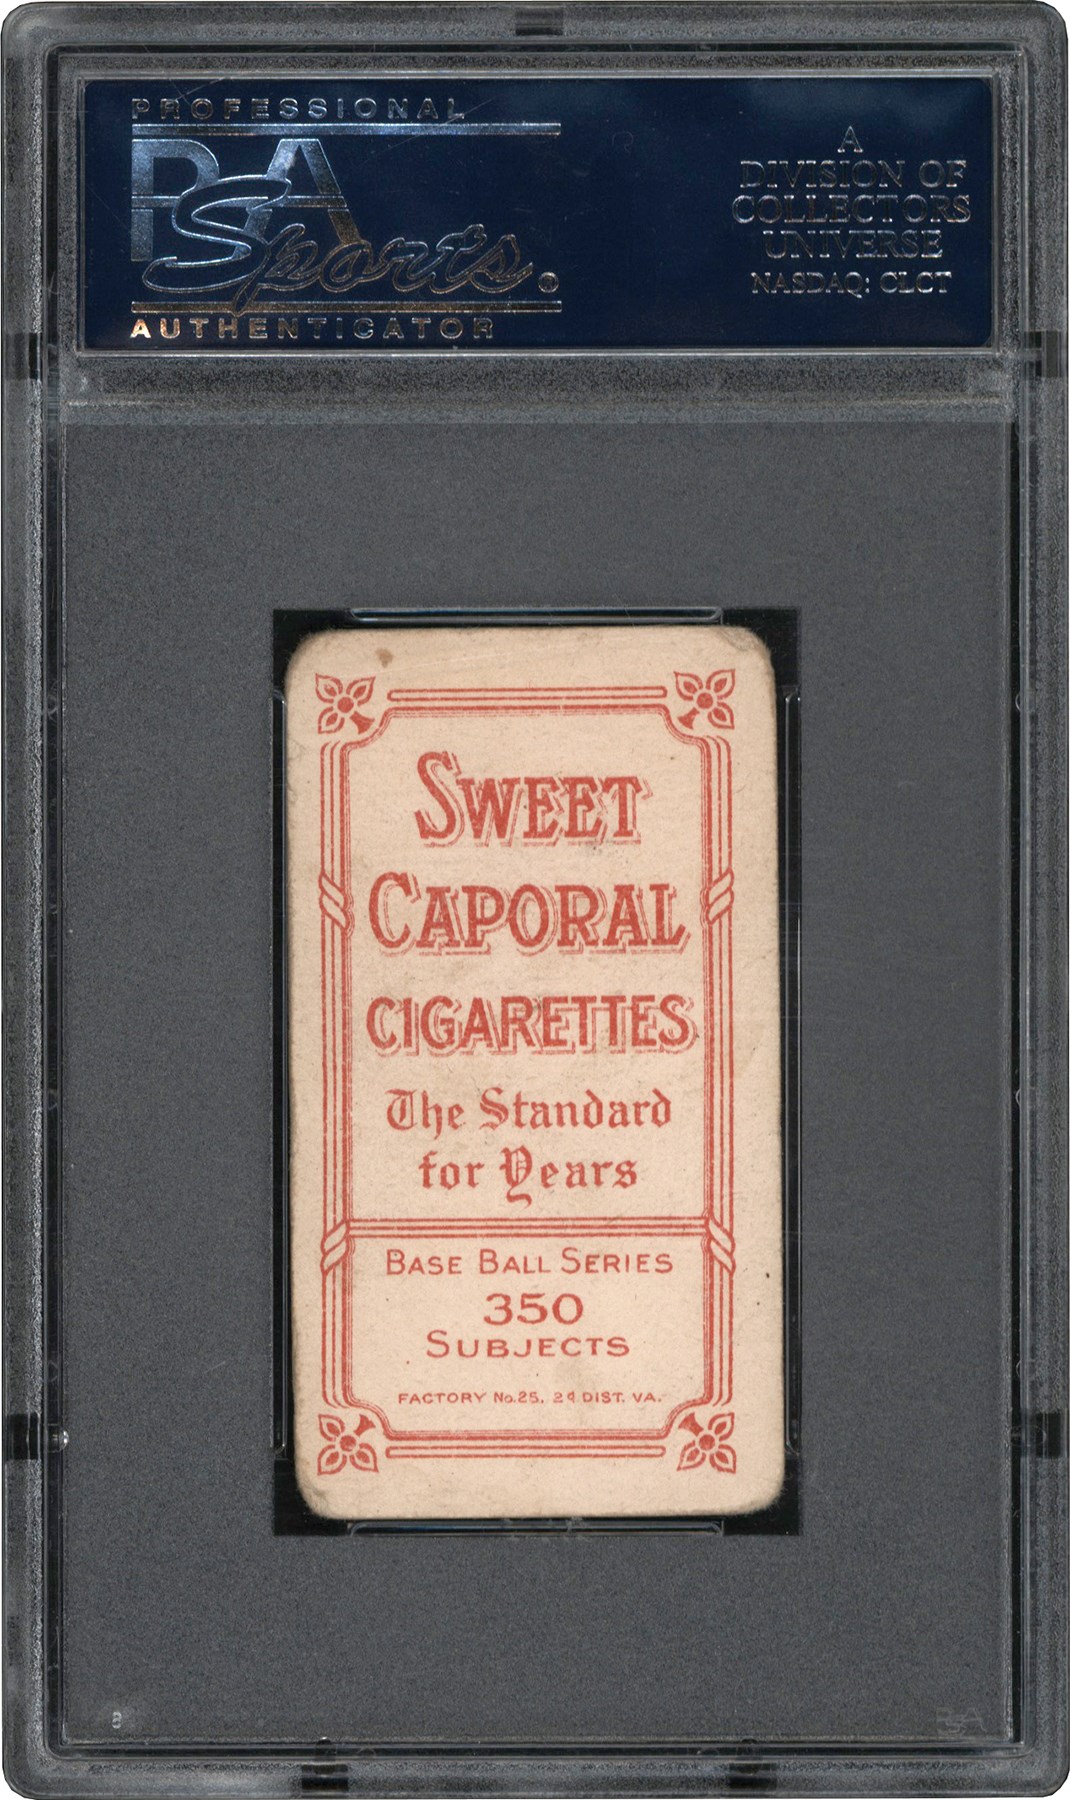 PROFESSIONAL
PSA
Sports®
AUTHENTICATOR
A
DIVISION OF
COLLECTORS
UNIVERSE
NASDAQ: CLCT
SWEET
CAPORAL
CIGARETTES
The Standard
for Years
BASE BALL SERIES
350
SUBJECTS
FACTORY No. 25, 2d DIST. VA.
PSA